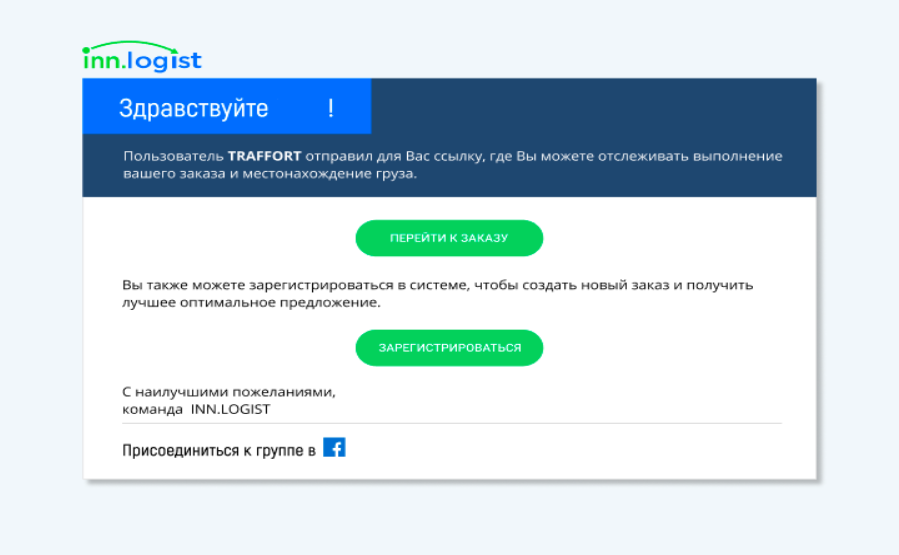 inn.logist
Здравствуйте !
Пользователь TRAFFORT отправил для Вас ссылку, где Вы можете отслеживать выполнение
вашего заказа и местонахождение груза.
ПЕРЕЙТИ К ЗАКАЗУ
Вы также можете зарегистрироваться в системе, чтобы создать новый заказ и получить
лучшее оптимальное предложение.
ЗАРЕГИСТРИРОВАТЬСЯ
С наилучшими пожеланиями,
команда INN.LOGIST
Присоединиться к группе в